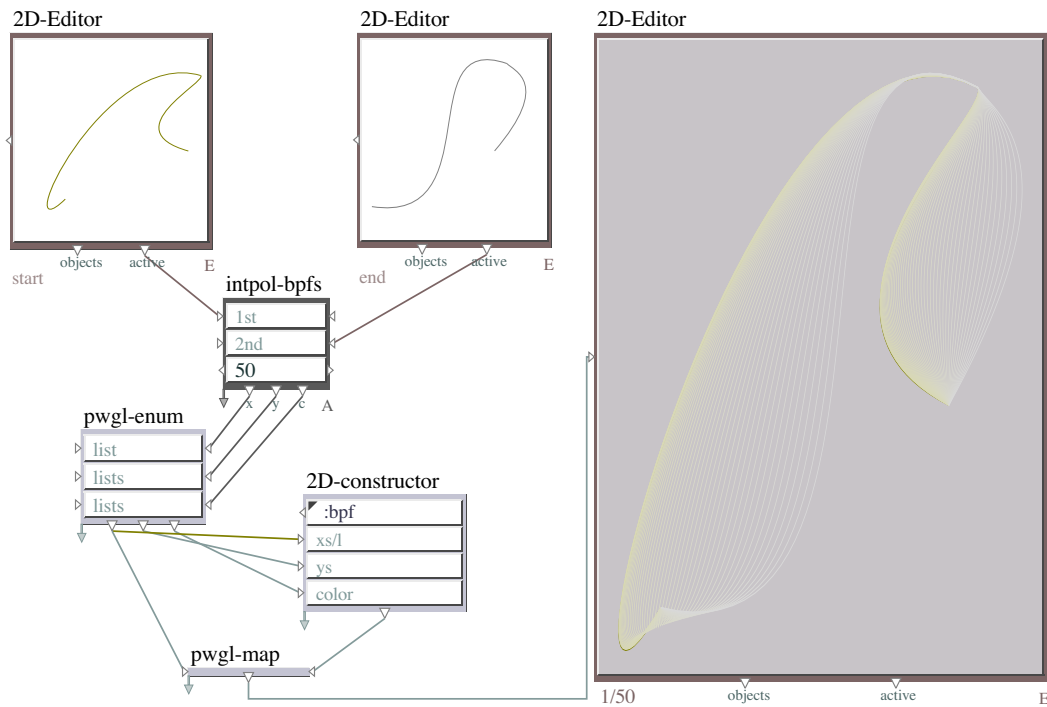 2D-Editor
2D-Editor
2D-Editor
objects
active
E
start
objects
active
E
end
intpol-bpfs
1st
2nd
50
x
y
c
A
pwgl-enum
list
lists
lists
2D-constructor
:bpf
xs/l
ys
color
pwgl-map
1/50
objects
active
E